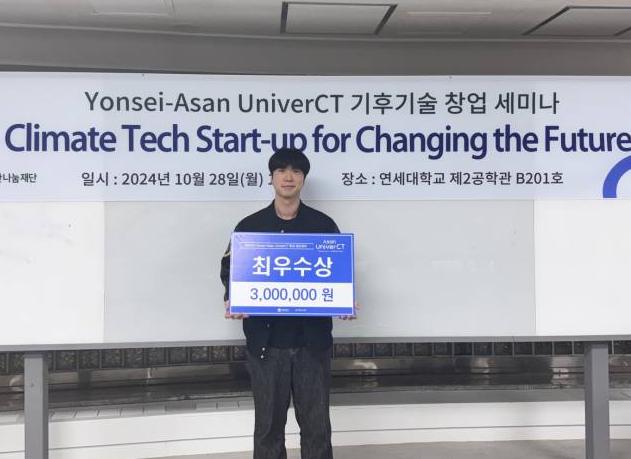 Yonsei-Asan UniverCT 기후기술 창업 세미나
Climate Tech Start-up for Changing the Future
나눔재단
일시 : 2024년 10월 28일(월)
장소 : 연세대학교 제2공학관 B201호
Asan
UniverCT
최우수상
3,000,000 원